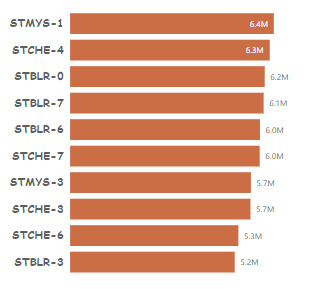 STMYS-1 6.4M
STCHE-4 6.3M
STBLR-0 6.2M
STBLR-7 6.1M
STBLR-6 6.0M
STCHE-7 6.0M
STMYS-3 5.7M
STCHE-3 5.7M
STCHE-6 5.3M
STBLR-3 5.2M